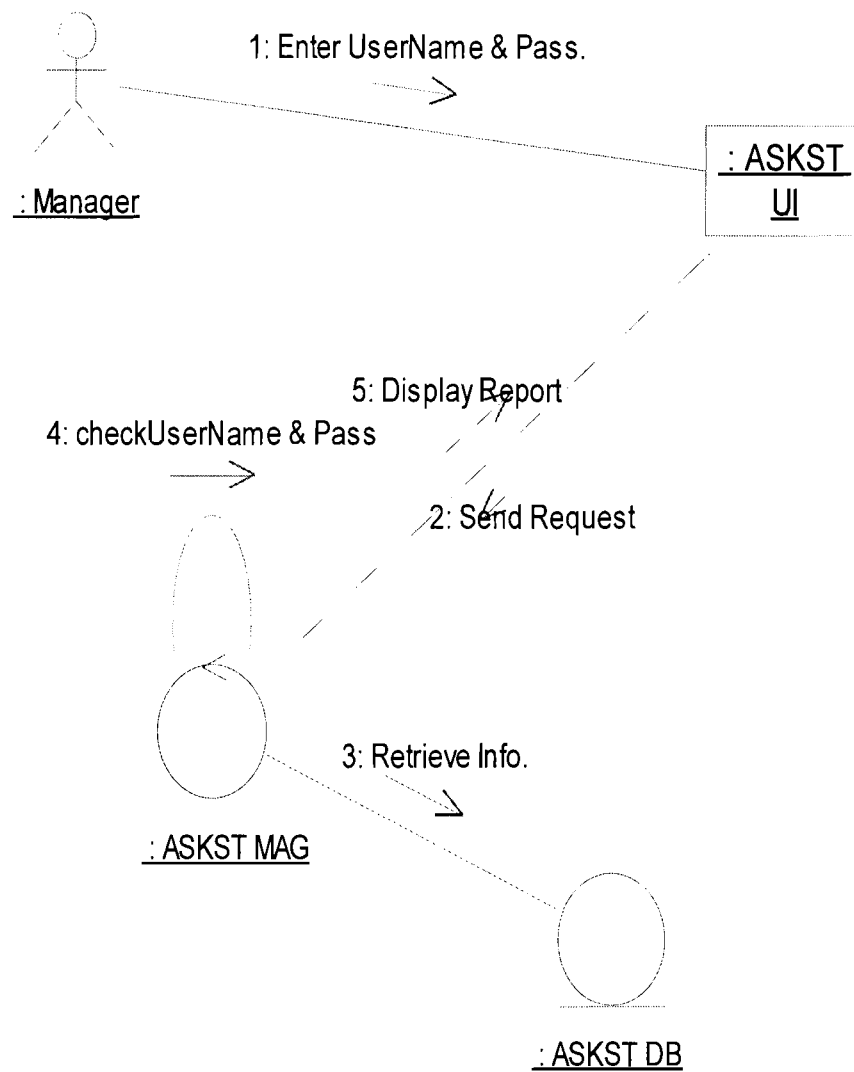 1: Enter UserName & Pass.
: ASKST
UI
: Manager
5: Display Report
4: checkUserName & Pass
2: Send Request
3: Retrieve Info.
: ASKST MAG
: ASKST DB